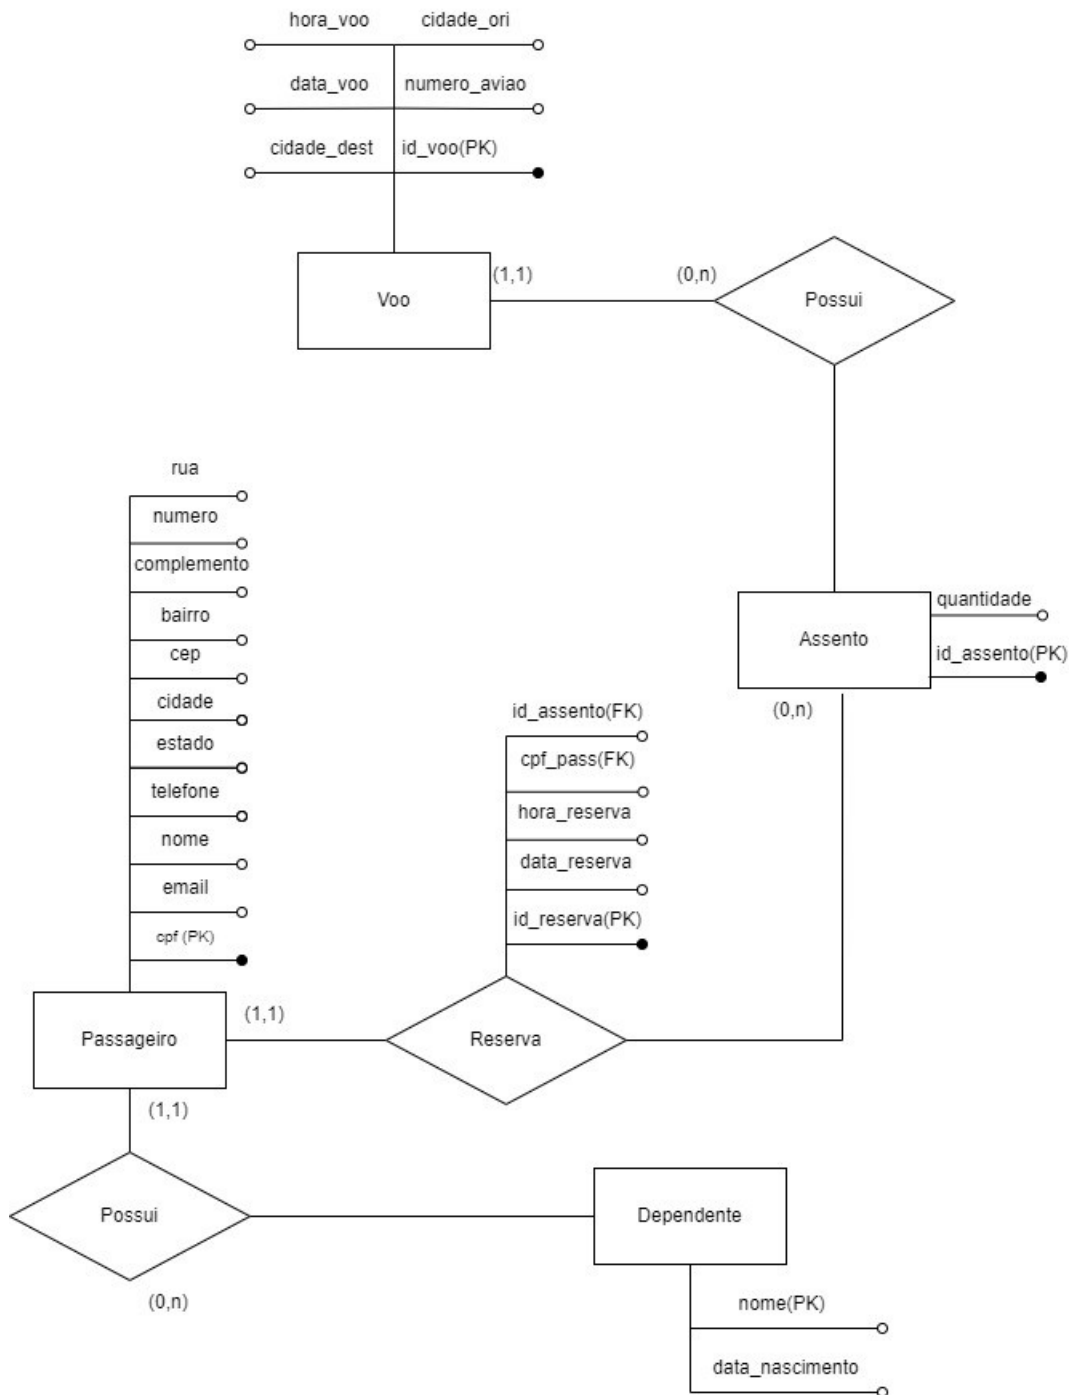 hora_voo cidade_ori
data_voo numero_aviao
cidade_dest id_voo(PK)
Voo
(1,1)
(0,n)
Possui
rua
numero
complemento
bairro
cep
cidade
estado
telefone
nome
email
cpf (PK)
Assento
quantidade
id_assento(PK)
(0,n)
id_assento(FK)
cpf_pass(FK)
hora_reserva
data_reserva
id_reserva(PK)
Passageiro
(1,1)
Reserva
(1,1)
Possui
(0,n)
Dependente
nome(PK)
data_nascimento